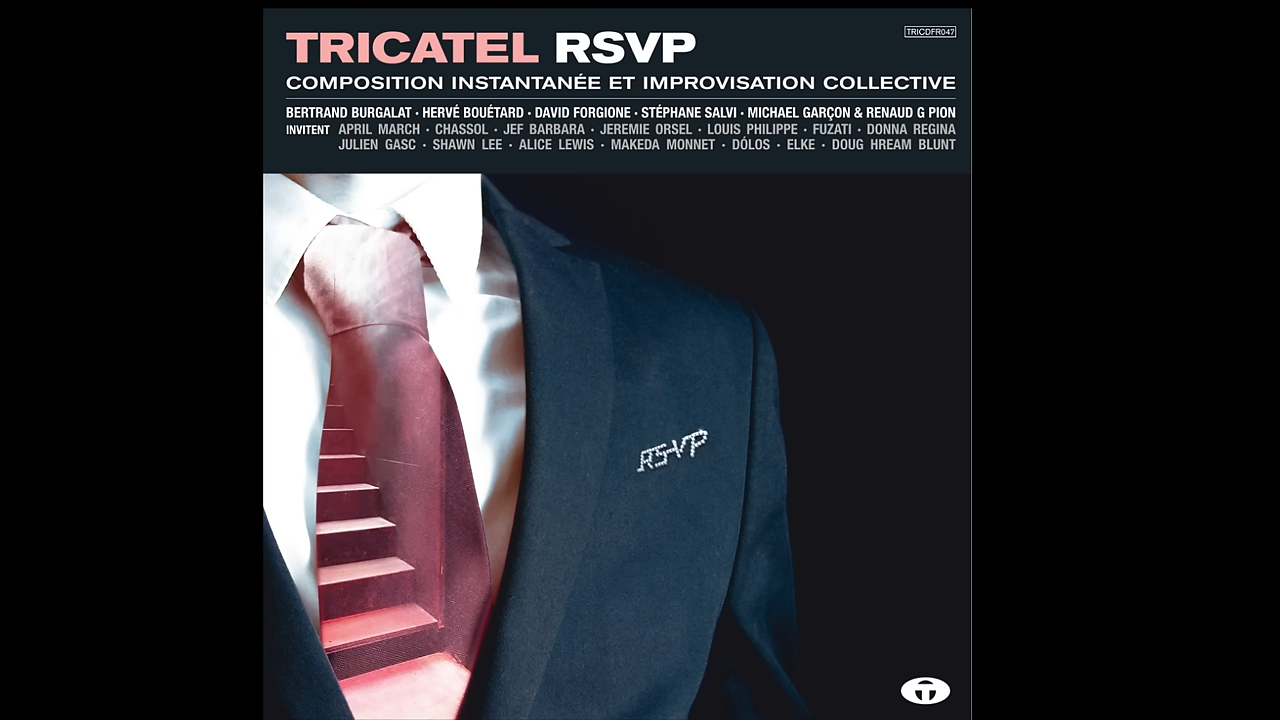 TRICATEL RSVP
TRICDFR047
COMPOSITION INSTANTANÉE ET IMPROVISATION COLLECTIVE
BERTRAND BURGALAT · HERVÉ BOUÉTARD · DAVID FORGIONE · STÉPHANE SALVI · MICHAEL GARÇON & RENAUD G PION
INVITENT APRIL MARCH · CHASSOL · JEF BARBARA · JEREMIE ORSEL · LOUIS PHILIPPE · FUZATI · DONNA REGINA
JULIEN GASC · SHAWN LEE · ALICE LEWIS · MAKEDA MONNET · DÓLOS · ELKE · DOUG HREAM BLUNT
RSVP
T